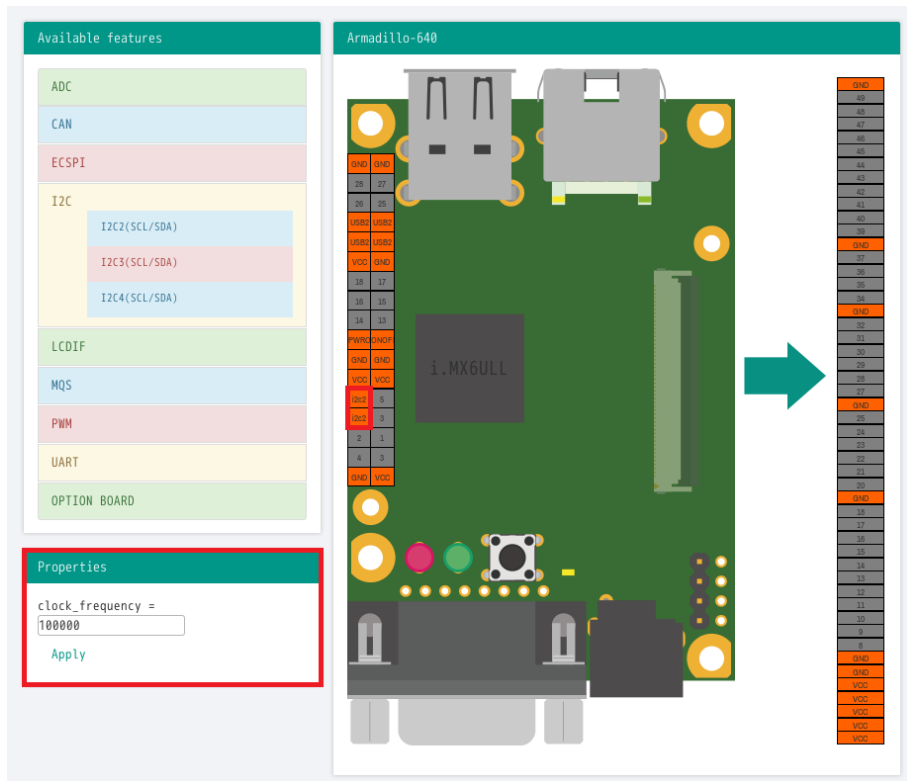 Available features
ADC
CAN
ECSPI
I2C
I2C2(SCL/SDA)
I2C3(SCL/SDA)
I2C4(SCL/SDA)
LCDIF
MQS
PWM
UART
OPTION BOARD
Properties
clock_frequency =
100000
Apply
Armadillo-640
GND GND
28 27
26 25
USB2 USB2
USB2 USB2
VCC GND
18 17
16 15
14 13
PWRO ONOF
GND GND
VCC VCC
i2c2 5
i2c2 3
2 1
4 3
GND VCC
i.MX6ULL
GND
49
48
47
46
45
44
43
42
41
40
39
GND
37
36
35
34
GND
32
31
30
29
28
27
GND
25
24
23
22
21
20
GND
18
17
16
15
14
13
12
11
10
9
8
GND
GND
VCC
VCC
VCC
VCC
VCC